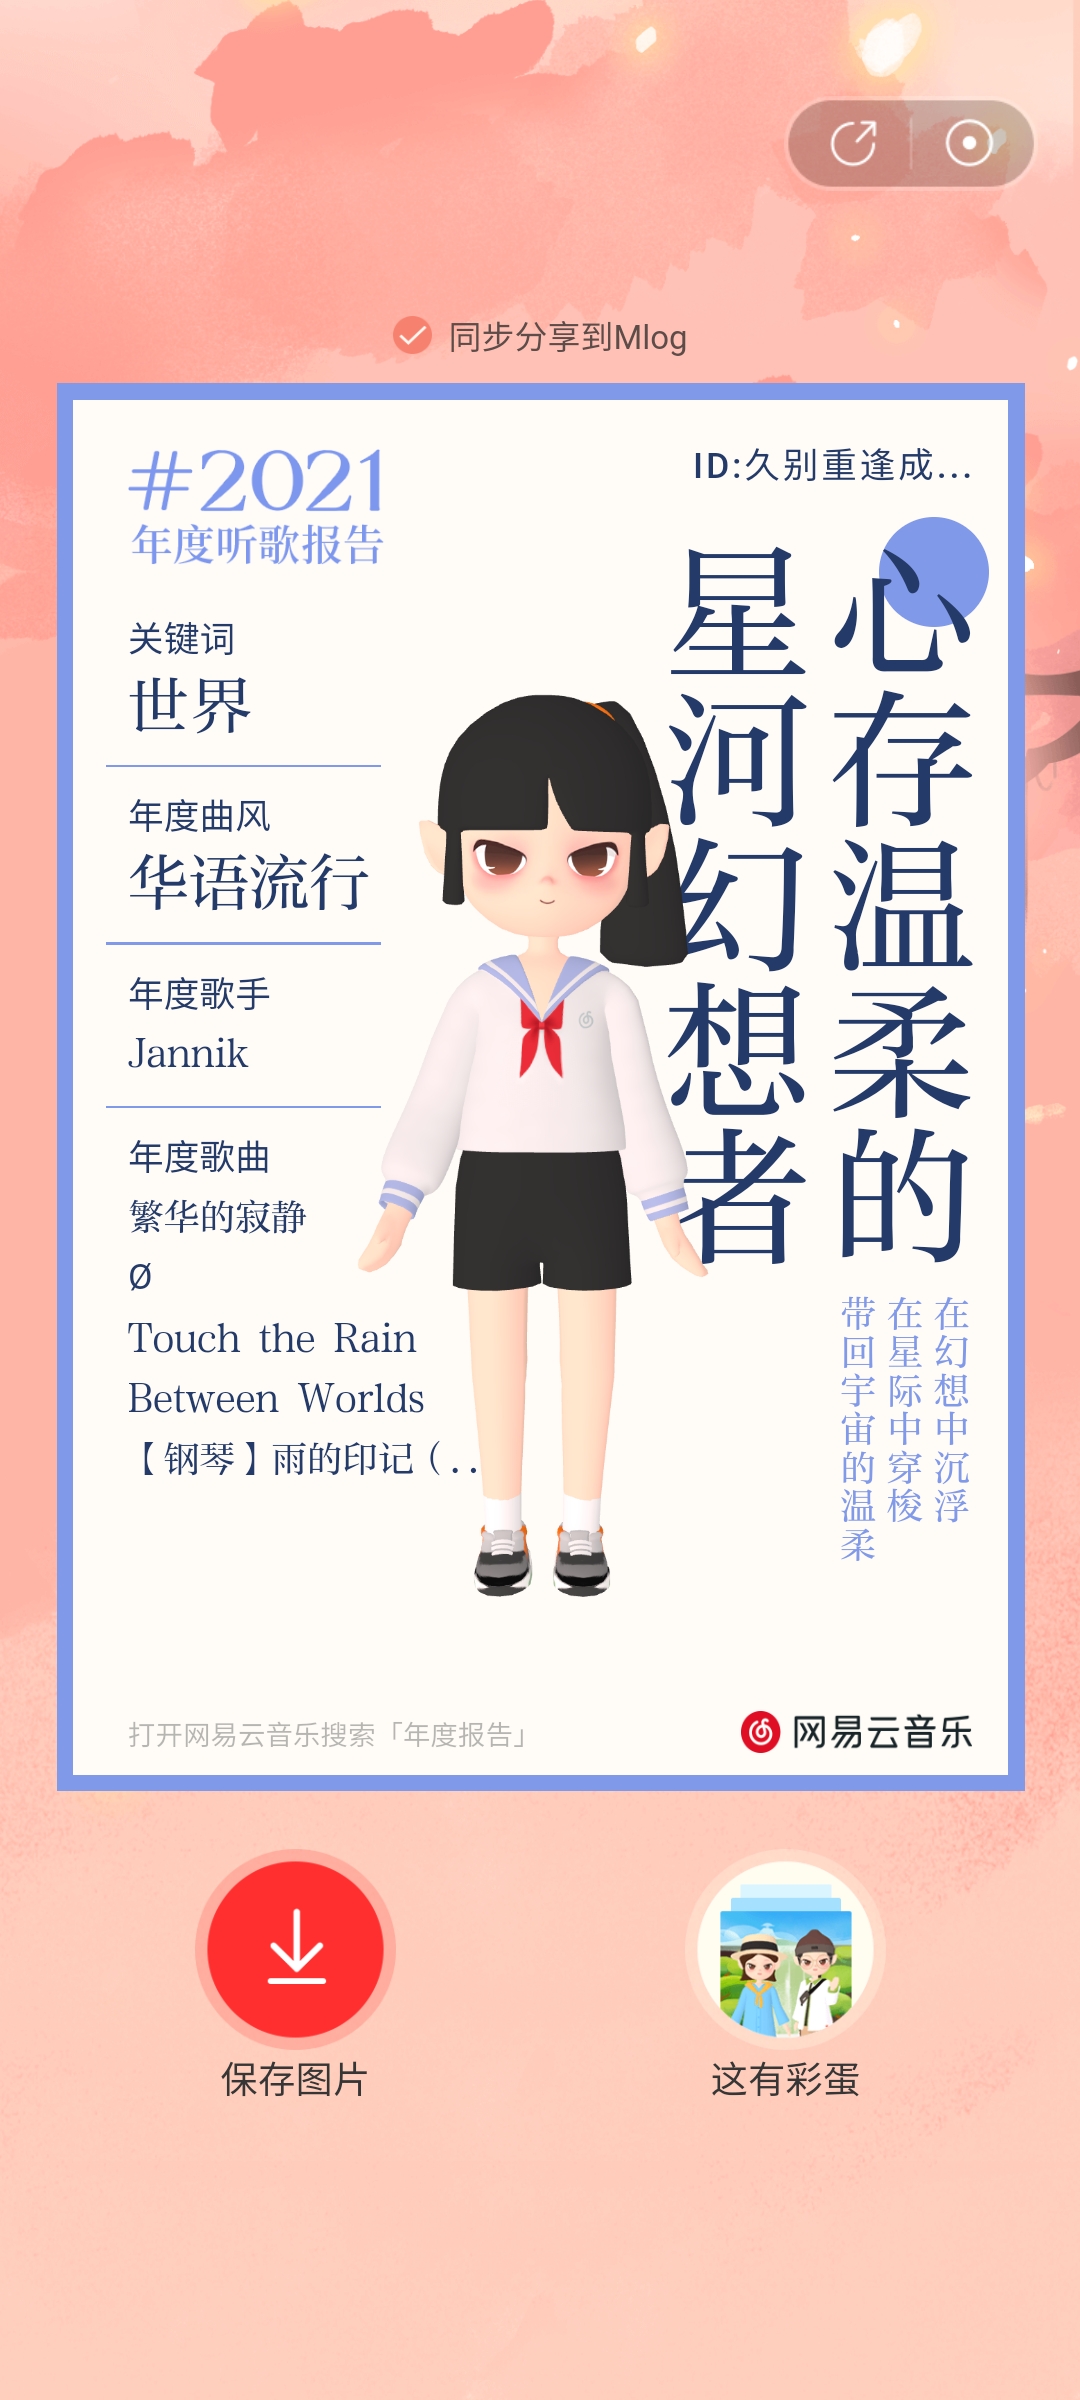 同步分享到Mlog
#2021
年度听歌报告
ID:久别重逢成...
关键词
世界
年度曲风
华语流行
年度歌手
Jannik
年度歌曲
繁华的寂静
Ø
Touch the Rain
Between Worlds
【钢琴】雨的印记（..
心存温柔的
星河幻想者
在幻想中沉浮
在星际中穿梭
带回宇宙的温柔
打开网易云音乐搜索「年度报告」
网易云音乐
保存图片
这有彩蛋